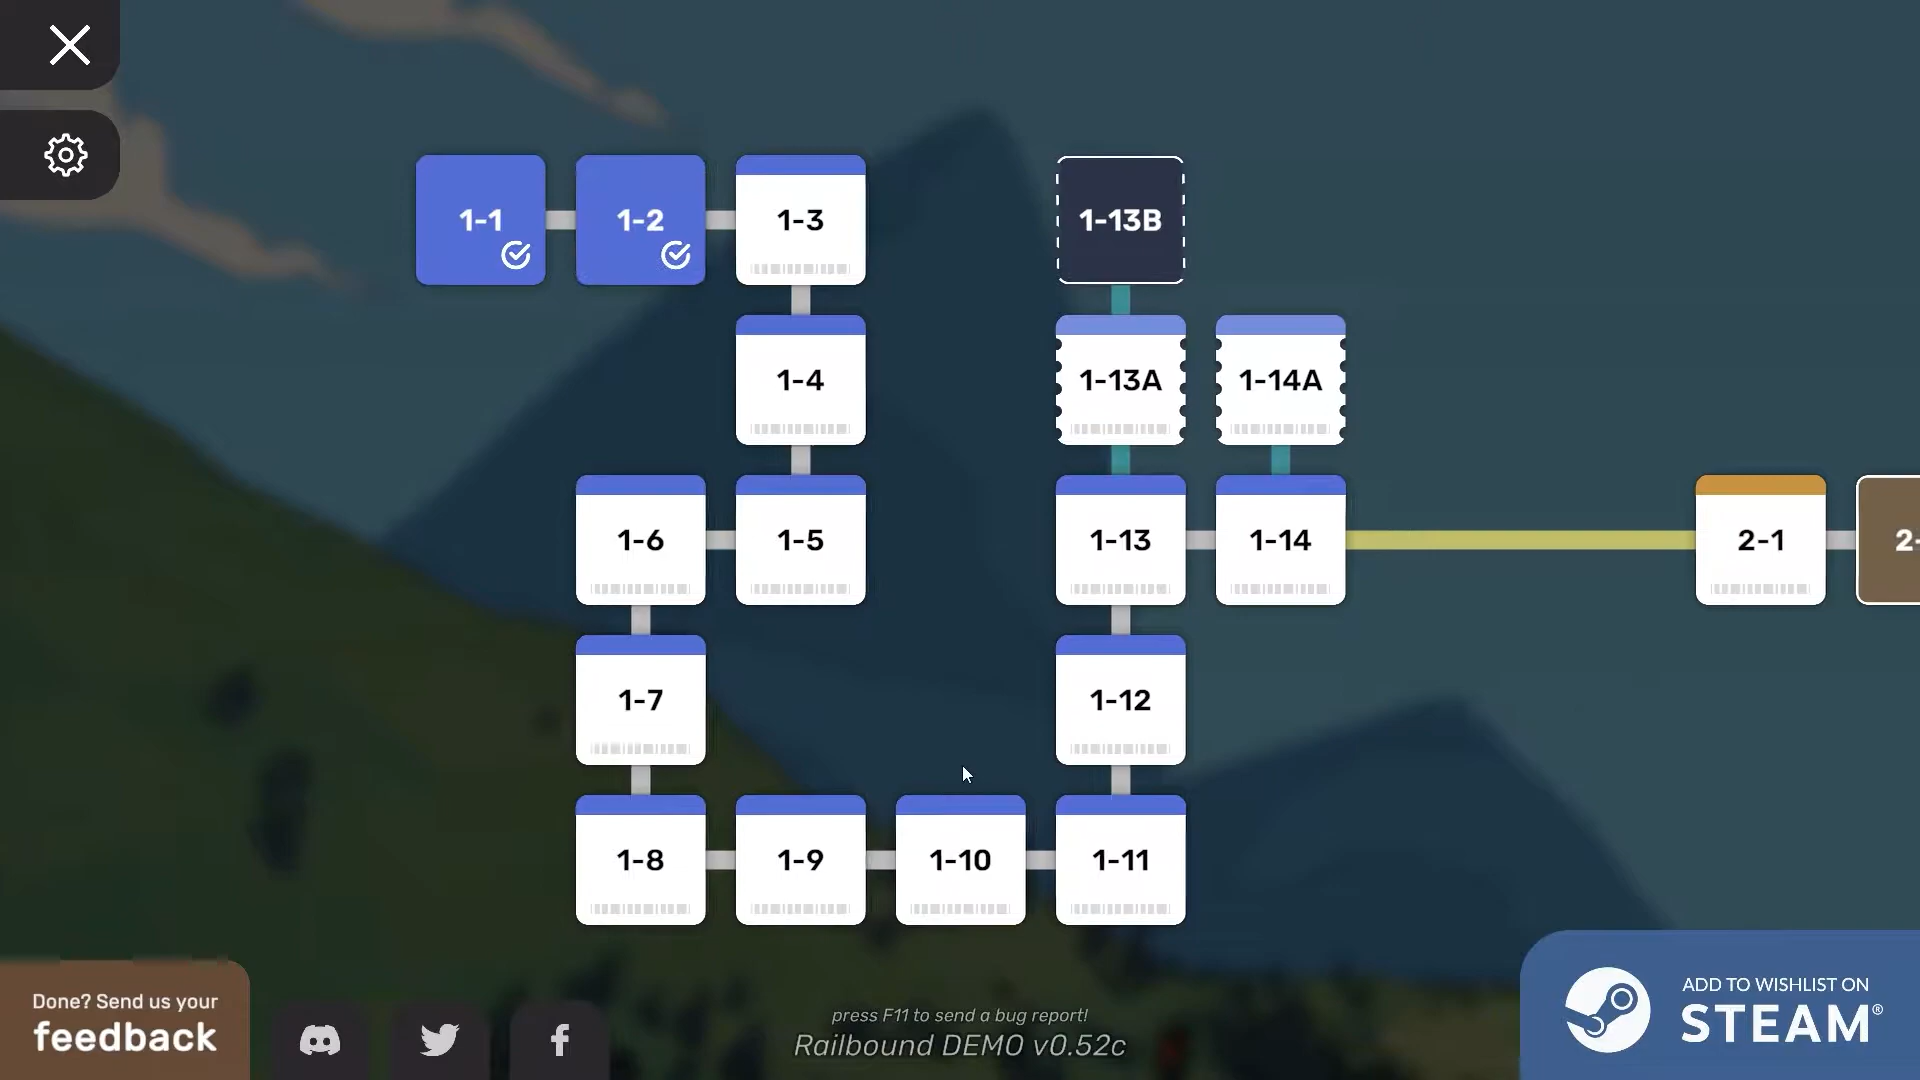 1-1
1-2
1-3
1-13B
1-4
1-13A
1-14A
1-6
1-5
1-13
1-14
2-1
2-
1-7
1-12
1-8
1-9
1-10
1-11
Done? Send us your
feedback
press F11 to send a bug report!
Railbound DEMO v0.52c
ADD TO WISHLIST ON
STEAM®